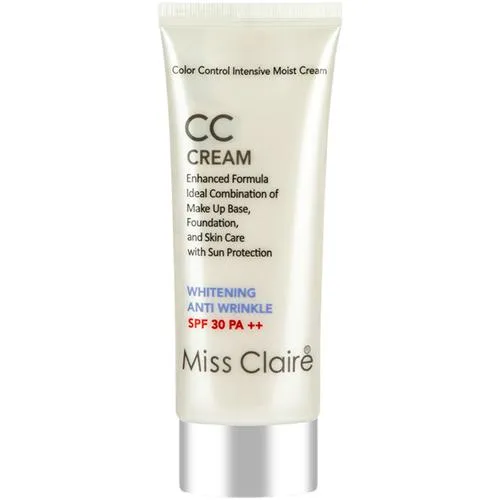 Color Control Intensive Moist Cream
CC
CREAM
Enhanced Formula
Ideal Combination of
Make Up Base,
Foundation,
and Skin Care
with Sun Protection
WHITENING
ANTI WRINKLE
SPF 30 PA ++
Miss Claire®